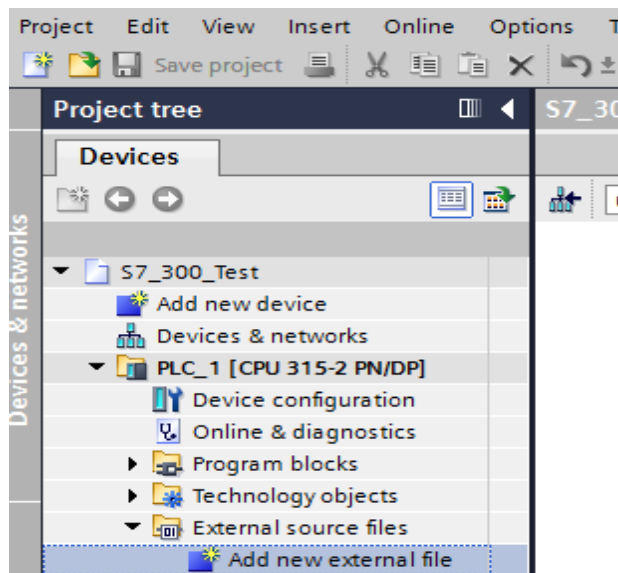 Project Edit View Insert Online Options
Save project
Project tree
S7_30
Devices
Devices & networks
S7_300_Test
Add new device
Devices & networks
PLC_1 [CPU 315-2 PN/DP]
Device configuration
Online & diagnostics
Program blocks
Technology objects
External source files
Add new external file